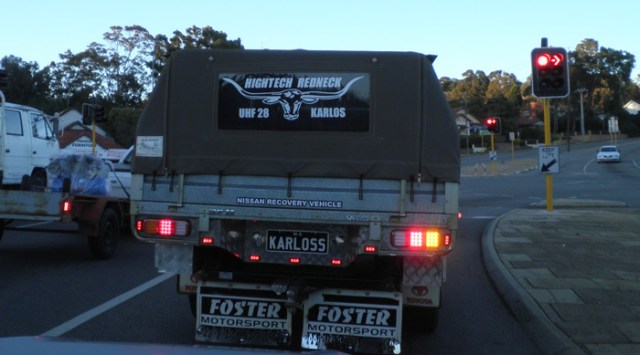 HIGHTECH REDNECK
UHF 28 KARLOS
NISSAN RECOVERY VEHICLE
KARLOSS
FOSTER
MOTORSPORT
FOSTER
MOTORSPORT